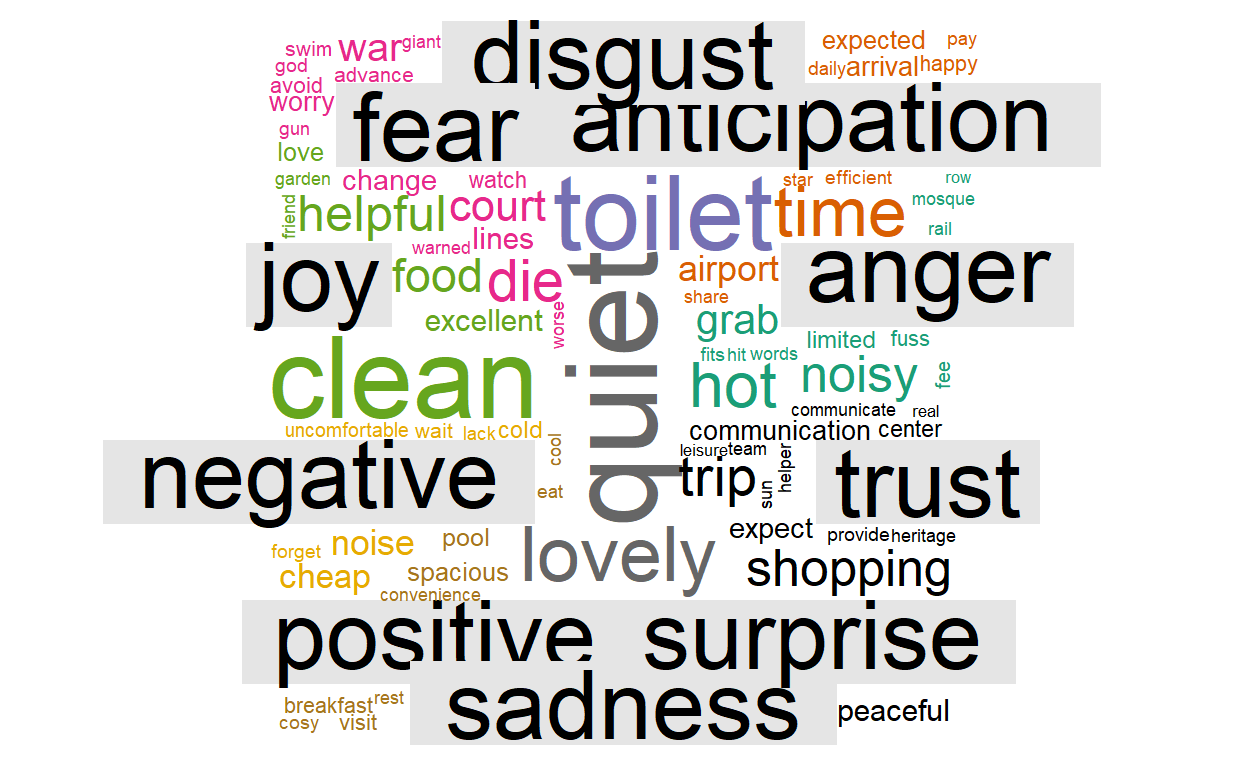 disgust
swim war giant
expected pay
god
advance
daily arrival happy
avoid
worry
fear anticipation
gun
love
garden change watch
star efficient row
friend helpful court toilet time mosque
warned lines
rail
joy food die
airport anger
share
excellent worse
grab
limited fuss
quiet
fits hit words
clean
hot noisy fee
communicate real
uncomfortable wait lack cold
communication center
cool
leisure team
negative eat
trip sun helper trust
forget noise pool lovely
expect provide heritage
cheap spacious
shopping
convenience
positive surprise
sadness
breakfast rest
peaceful
cosy visit